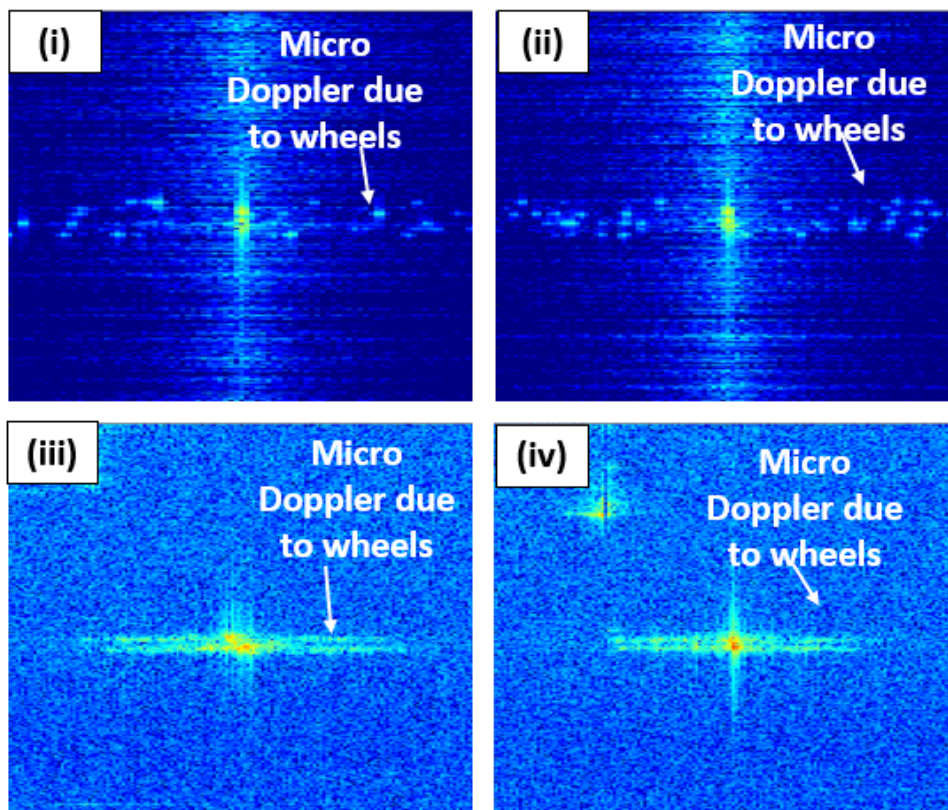 (i)
Micro
Doppler due
to wheels
(ii)
Micro
Doppler due
to wheels
(iii)
Micro
Doppler due
to wheels
(iv)
Micro
Doppler due
to wheels